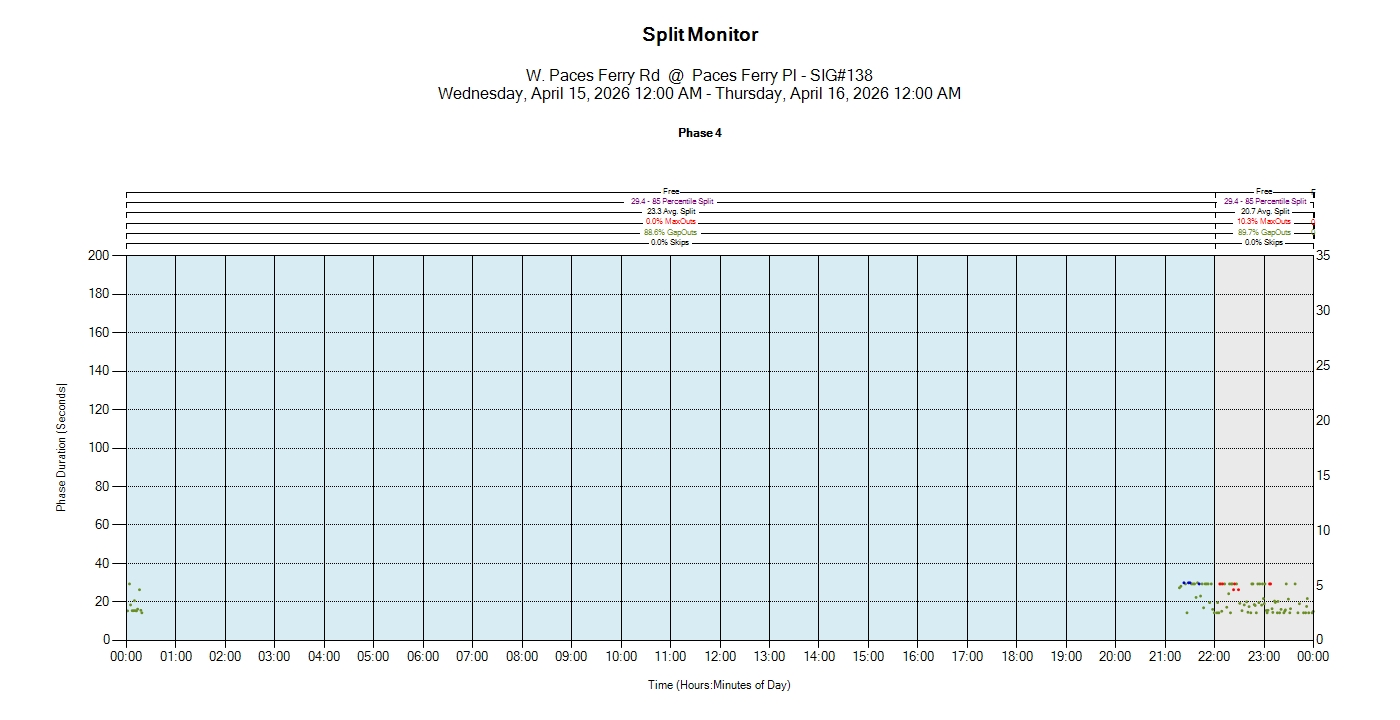 Split Monitor
W. Paces Ferry Rd @ Paces Ferry Pl - SIG#138
Wednesday, April 15, 2026 12:00 AM - Thursday, April 16, 2026 12:00 AM
Phase 4
Free Free
29.4 - 85 Percentile Split 29.4 - 85 Percentile Split
23.3 Avg. Split 20.7 Avg. Split
0.0% MaxOuts 10.3% MaxOuts
88.6% GapOuts 89.7% GapOuts
0.0% Skips 0.0% Skips
200 35
180
30
160
140 25
120
20
100
15
80
60 10
40
5
20
0 0
Phase Duration (Seconds)
00:00 01:00 02:00 03:00 04:00 05:00 06:00 07:00 08:00 09:00 10:00 11:00 12:00 13:00 14:00 15:00 16:00 17:00 18:00 19:00 20:00 21:00 22:00 23:00 00:00
Time (Hours:Minutes of Day)